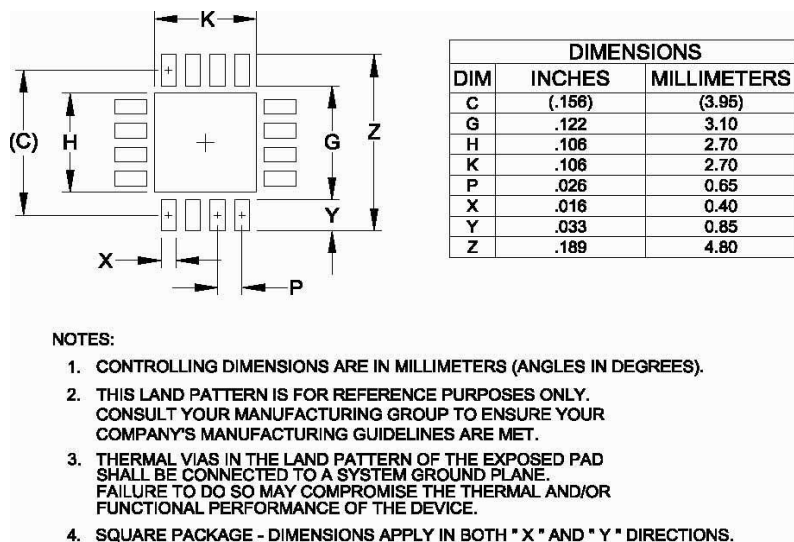 K
(C)
H
G
Z
Y
X
P
DIMENSIONS
DIM INCHES MILLIMETERS
C (.156) (3.95)
G .122 3.10
H .106 2.70
K .106 2.70
P .026 0.65
X .016 0.40
Y .033 0.85
Z .189 4.80
NOTES:
1. CONTROLLING DIMENSIONS ARE IN MILLIMETERS (ANGLES IN DEGREES).
2. THIS LAND PATTERN IS FOR REFERENCE PURPOSES ONLY.
CONSULT YOUR MANUFACTURING GROUP TO ENSURE YOUR
COMPANY'S MANUFACTURING GUIDELINES ARE MET.
3. THERMAL VIAS IN THE LAND PATTERN OF THE EXPOSED PAD
SHALL BE CONNECTED TO A SYSTEM GROUND PLANE.
FAILURE TO DO SO MAY COMPROMISE THE THERMAL AND/OR
FUNCTIONAL PERFORMANCE OF THE DEVICE.
4. SQUARE PACKAGE - DIMENSIONS APPLY IN BOTH " X " AND " Y " DIRECTIONS.